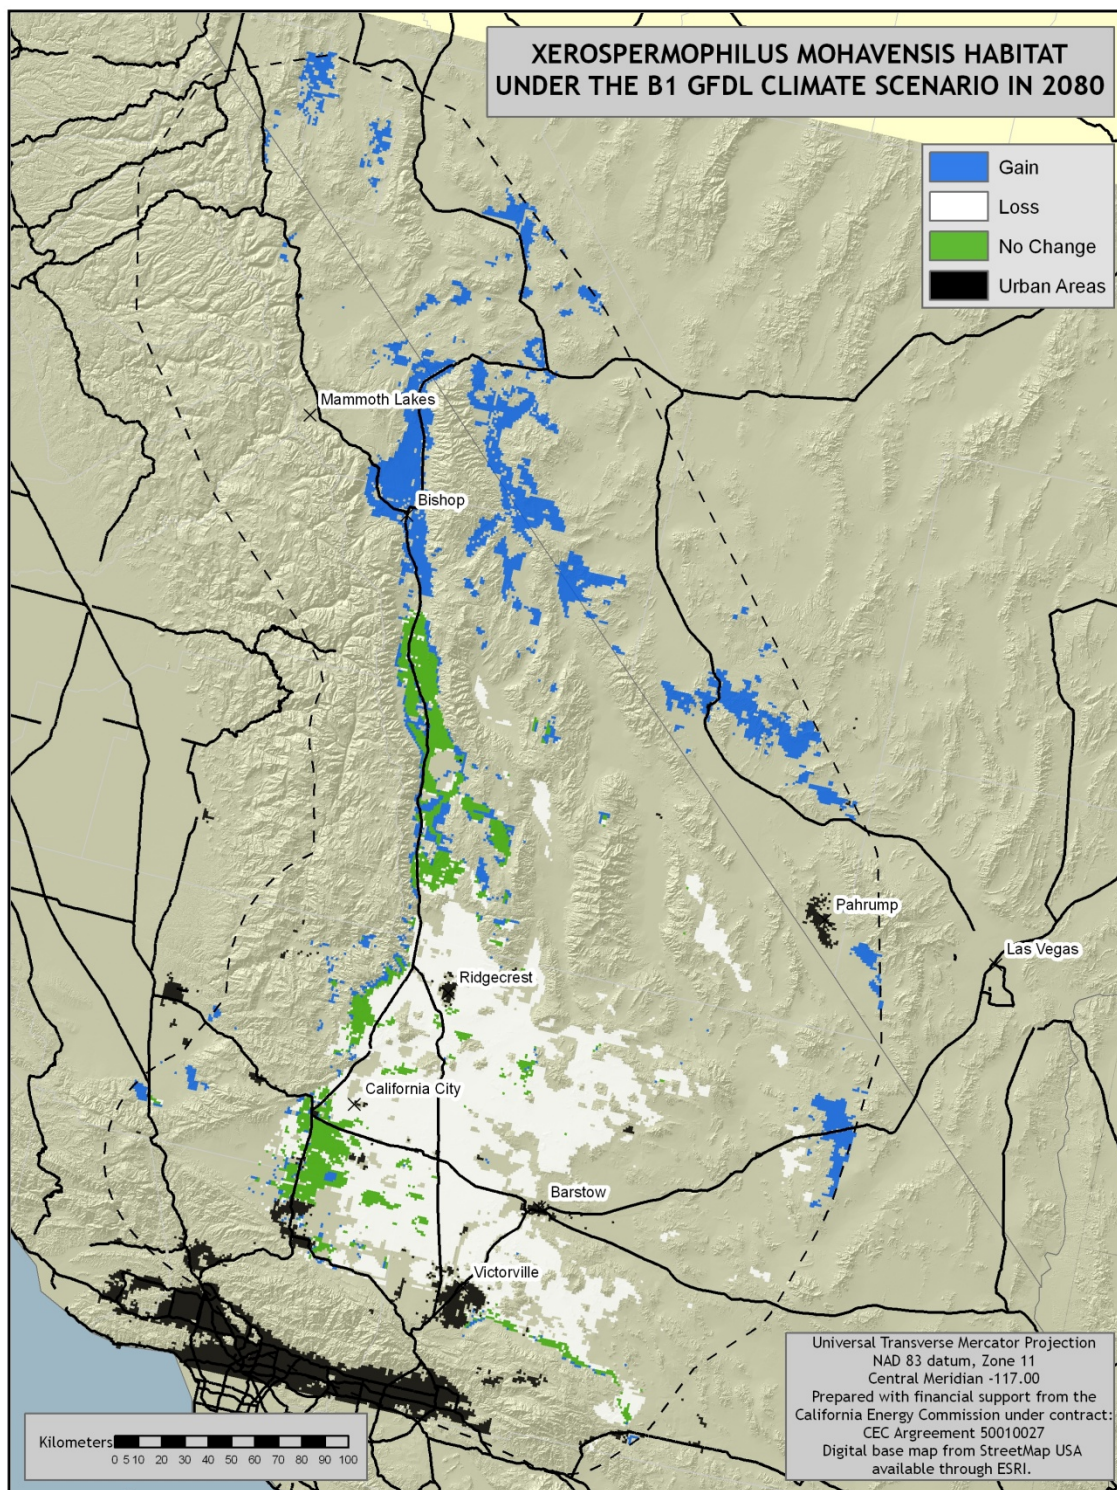 XEROSPERMOPHILUS MOHAVENSIS HABITAT
UNDER THE B1 GFDL CLIMATE SCENARIO IN 2080
Gain
Loss
No Change
Urban Areas
Mammoth Lakes
Bishop
Pahrump
Las Vegas
Ridgecrest
California City
Barstow
Victorville
Universal Transverse Mercator Projection
NAD 83 datum, Zone 11
Central Meridian -117.00
Prepared with financial support from the
California Energy Commission under contract:
CEC Argreement 50010027
Digital base map from StreetMap USA
available through ESRI.
Kilometers
0 5 10 20 30 40 50 60 70 80 90 100